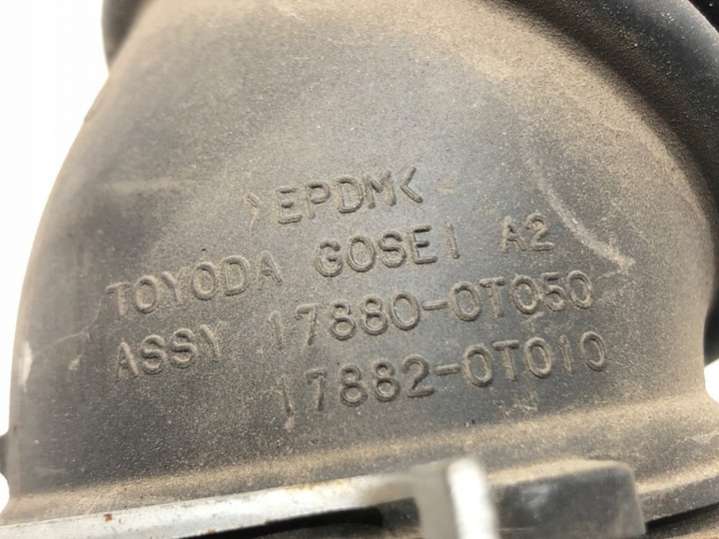 >EPDM<
TOYODA GOSEI A2
ASSY 17880-0T050
17882-0T010